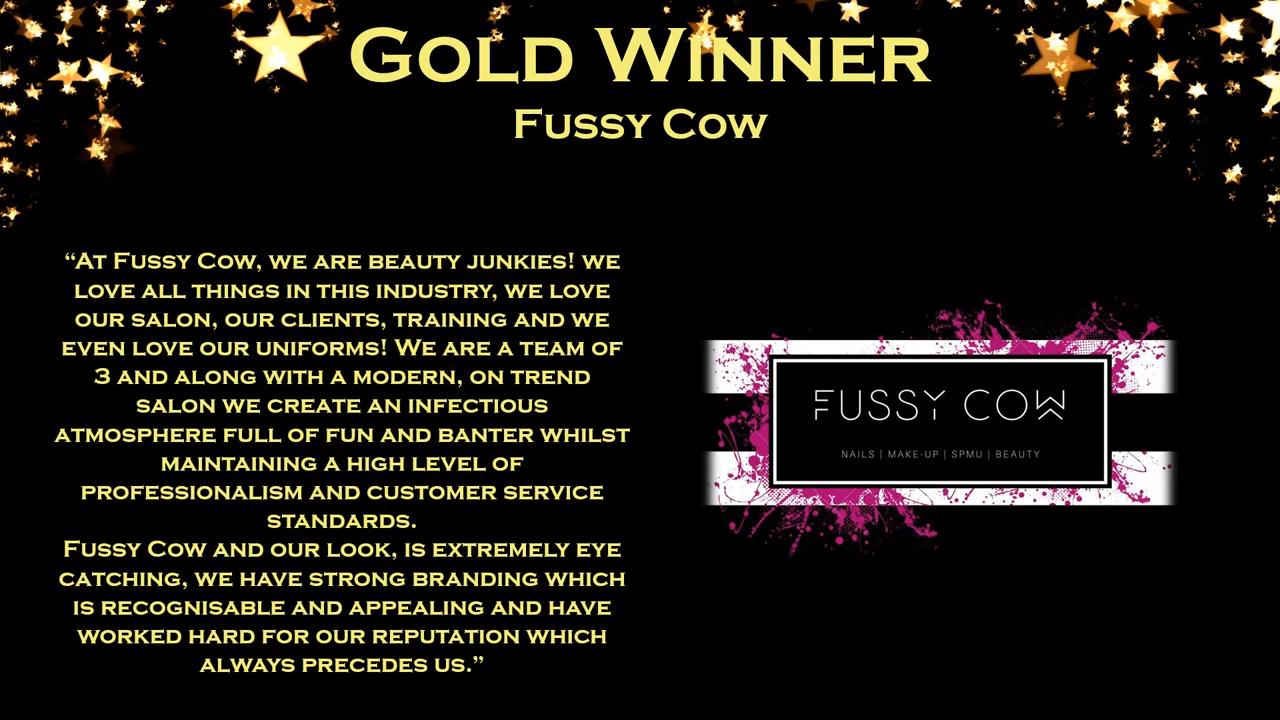 Gold Winner
Fussy Cow
“At Fussy Cow, we are beauty junkies! we
love all things in this industry, we love
our salon, our clients, training and we
even love our uniforms! We are a team of
3 and along with a modern, on trend
salon we create an infectious
atmosphere full of fun and banter whilst
maintaining a high level of
professionalism and customer service
standards.
Fussy Cow and our look, is extremely eye
catching, we have strong branding which
is recognisable and appealing and have
worked hard for our reputation which
always precedes us.”
FUSSY COW
NAILS | MAKE-UP | SPMU | BEAUTY